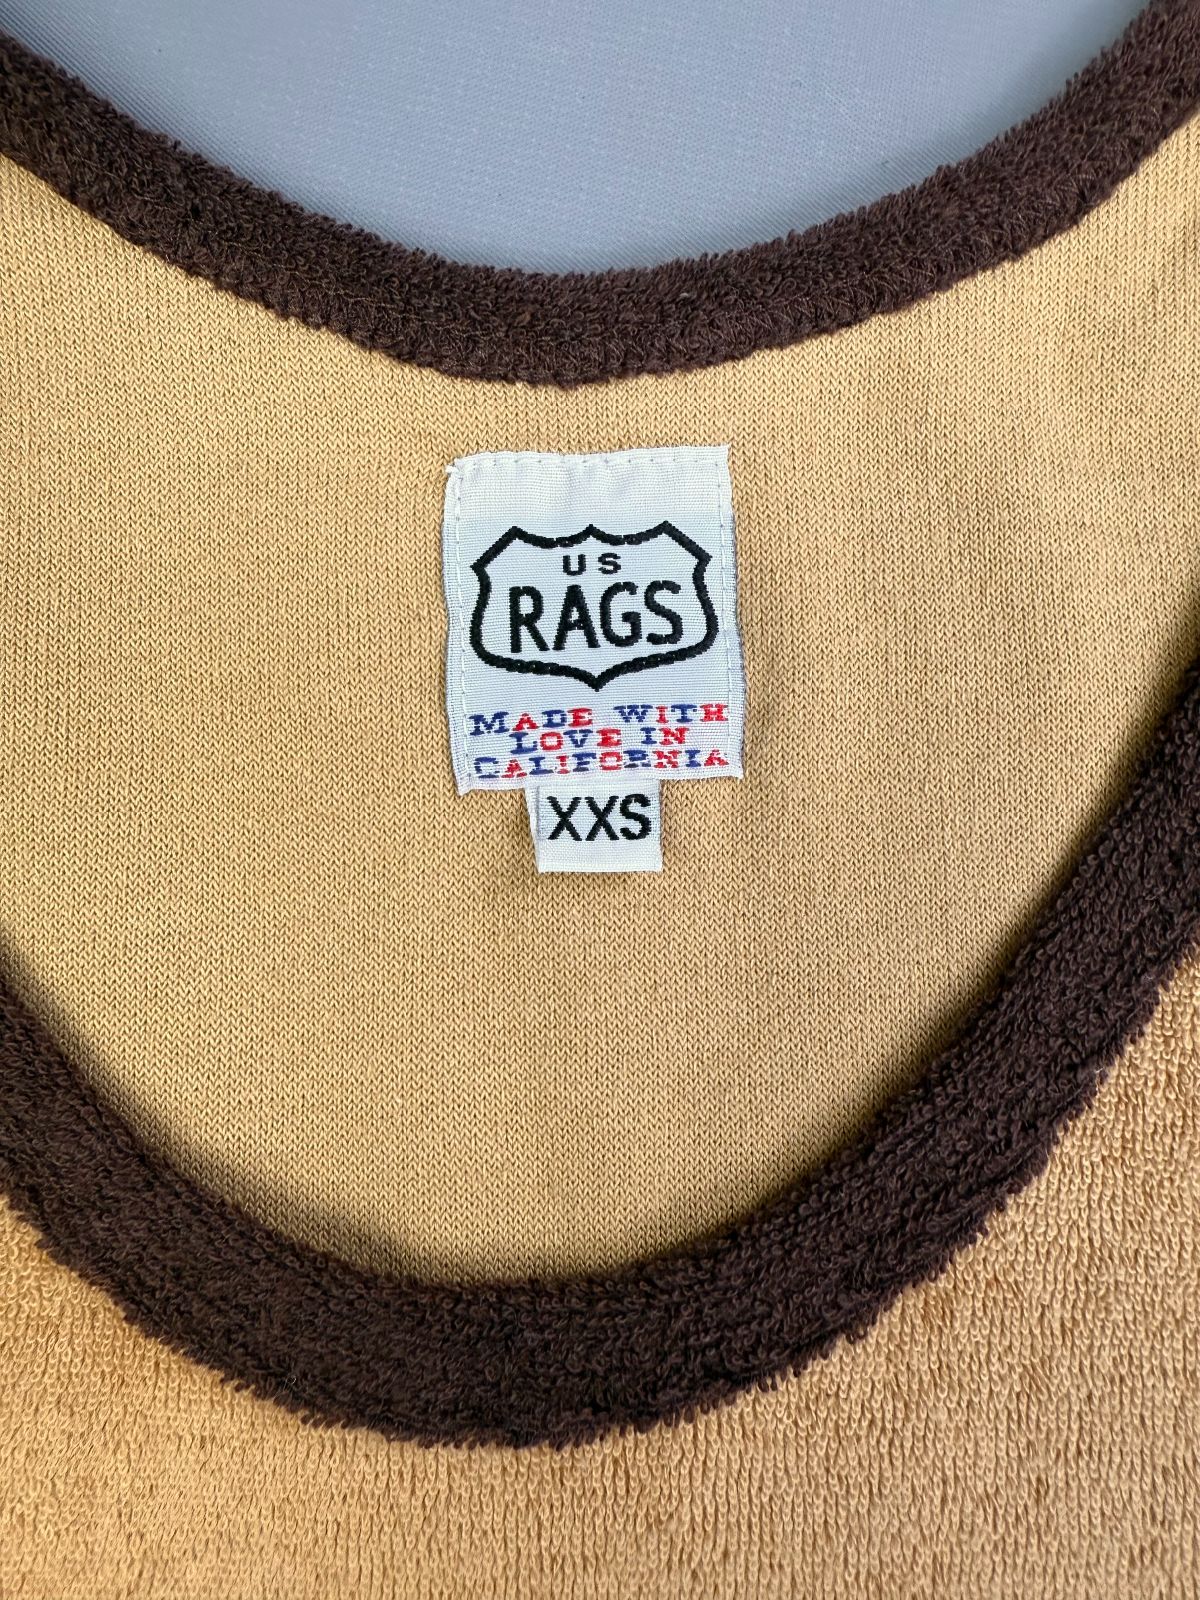 US
RAGS
MADE WITH
LOVE IN
CALIFORNIA
XXS